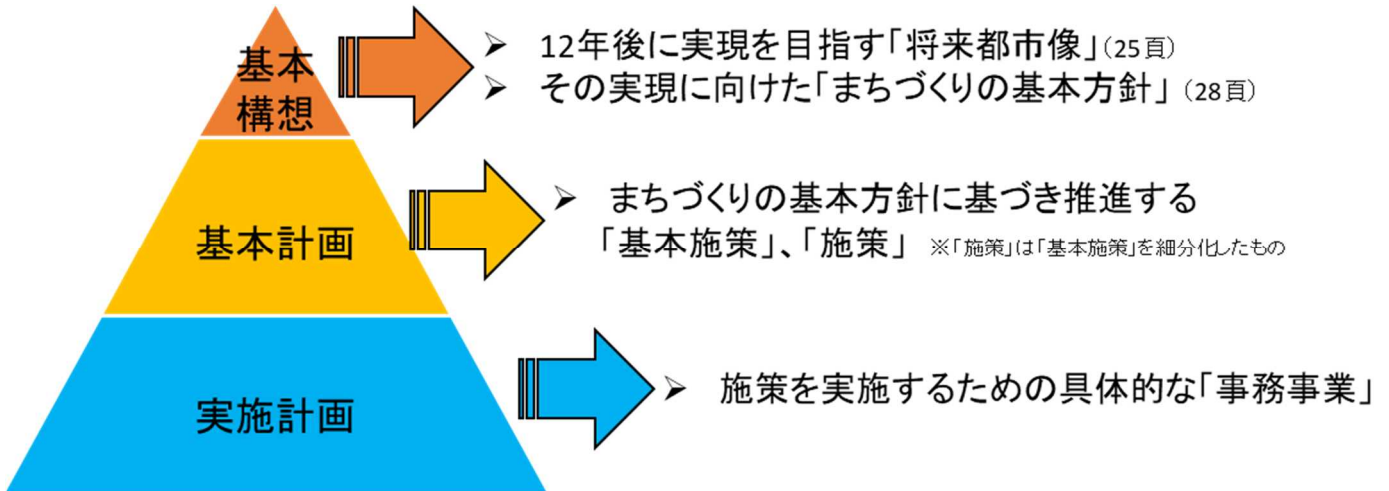 基本
構想
➢ 12年後に実現を目指す「将来都市像」(25頁)
➢ その実現に向けた「まちづくりの基本方針」(28頁)
基本計画
➢ まちづくりの基本方針に基づき推進する
「基本施策」、「施策」 ※「施策」は「基本施策」を細分化したもの
実施計画
➢ 施策を実施するための具体的な「事務事業」